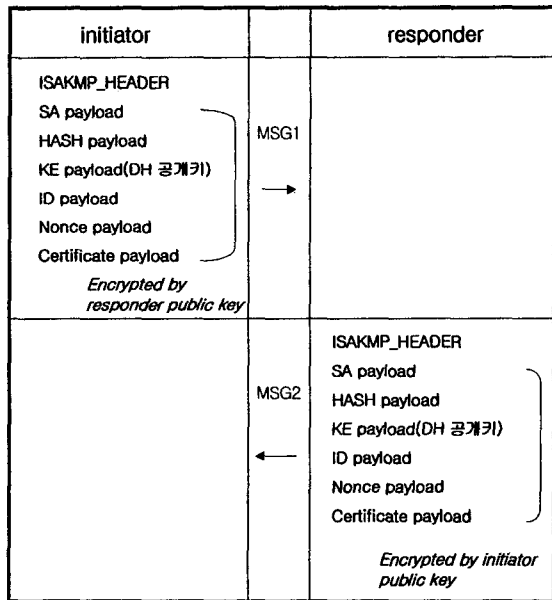 initiator
responder
ISAKMP_HEADER
SA payload
HASH payload
KE payload(DH 공개키)
ID payload
Nonce payload
Certificate payload
Encrypted by
responder public key
MSG1
MSG2
ISAKMP_HEADER
SA payload
HASH payload
KE payload(DH 공개키)
ID payload
Nonce payload
Certificate payload
Encrypted by initiator
public key